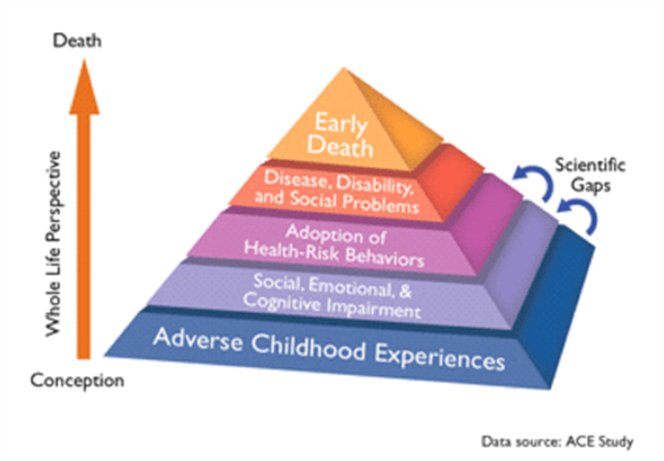 Death
Whole Life Perspective
Conception
Early
Death
Disease, Disability,
and Social Problems
Adoption of
Health-Risk Behaviors
Social, Emotional, &
Cognitive Impairment
Adverse Childhood Experiences
Scientific
Gaps
Data source: ACE Study